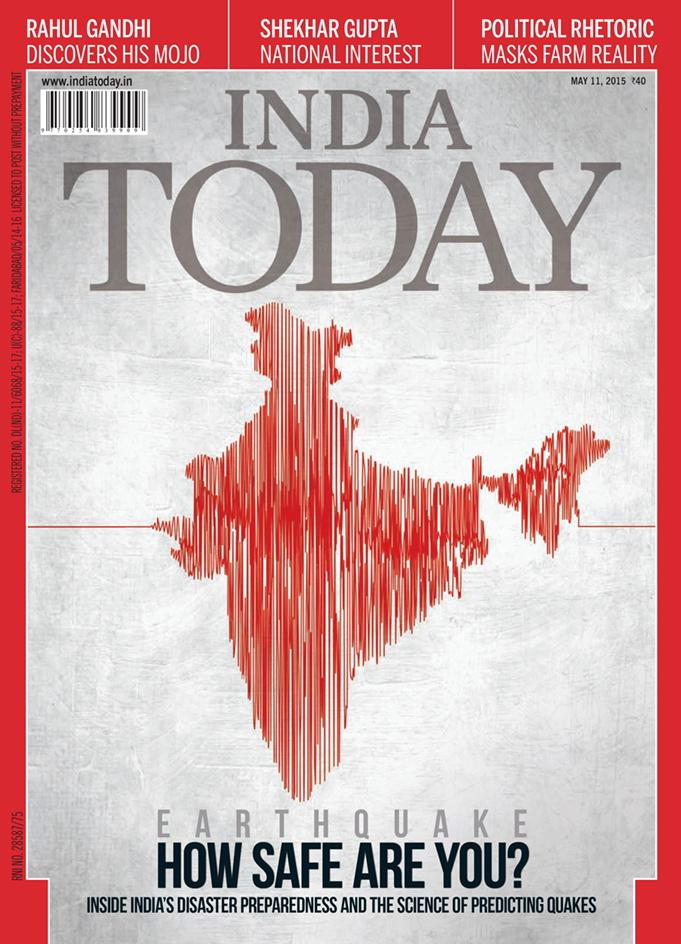 RAHUL GANDHI
DISCOVERS HIS MOJO
SHEKHAR GUPTA
NATIONAL INTEREST
POLITICAL RHETORIC
MASKS FARM REALITY
www.indiatoday.in
MAY 11, 2015 ₹40
INDIA
TODAY
REGISTERED NO. DL(ND)-11/6068/15-17; U(C)-88/15-17; FARIDABAD/05/14-16 LICENSED TO POST WITHOUT PREPAYMENT
RNI NO. 28587/75
EARTHQUAKE
HOW SAFE ARE YOU?
INSIDE INDIA'S DISASTER PREPAREDNESS AND THE SCIENCE OF PREDICTING QUAKES